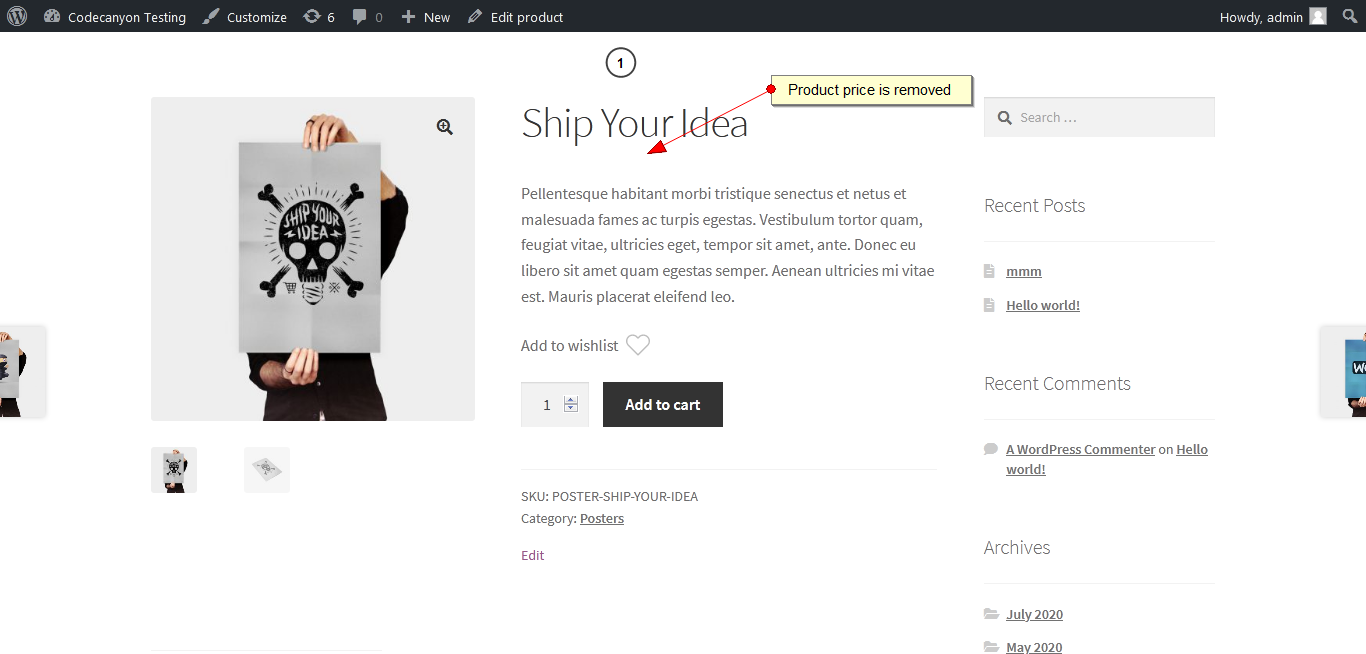 Codecanyon Testing Customize 6 0 New Edit product Howdy, admin
1
Product price is removed
Ship Your Idea
SHIP YOUR
IDEA
Pellentesque habitant morbi tristique senectus et netus et
malesuada fames ac turpis egestas. Vestibulum tortor quam,
feugiat vitae, ultricies eget, tempor sit amet, ante. Donec eu
libero sit amet quam egestas semper. Aenean ultricies mi vitae
est. Mauris placerat eleifend leo.
Add to wishlist
1 Add to cart
SKU: POSTER-SHIP-YOUR-IDEA
Category: Posters
Edit
Search …
Recent Posts
mmm
Hello world!
Recent Comments
A WordPress Commenter on Hello
world!
Archives
July 2020
May 2020